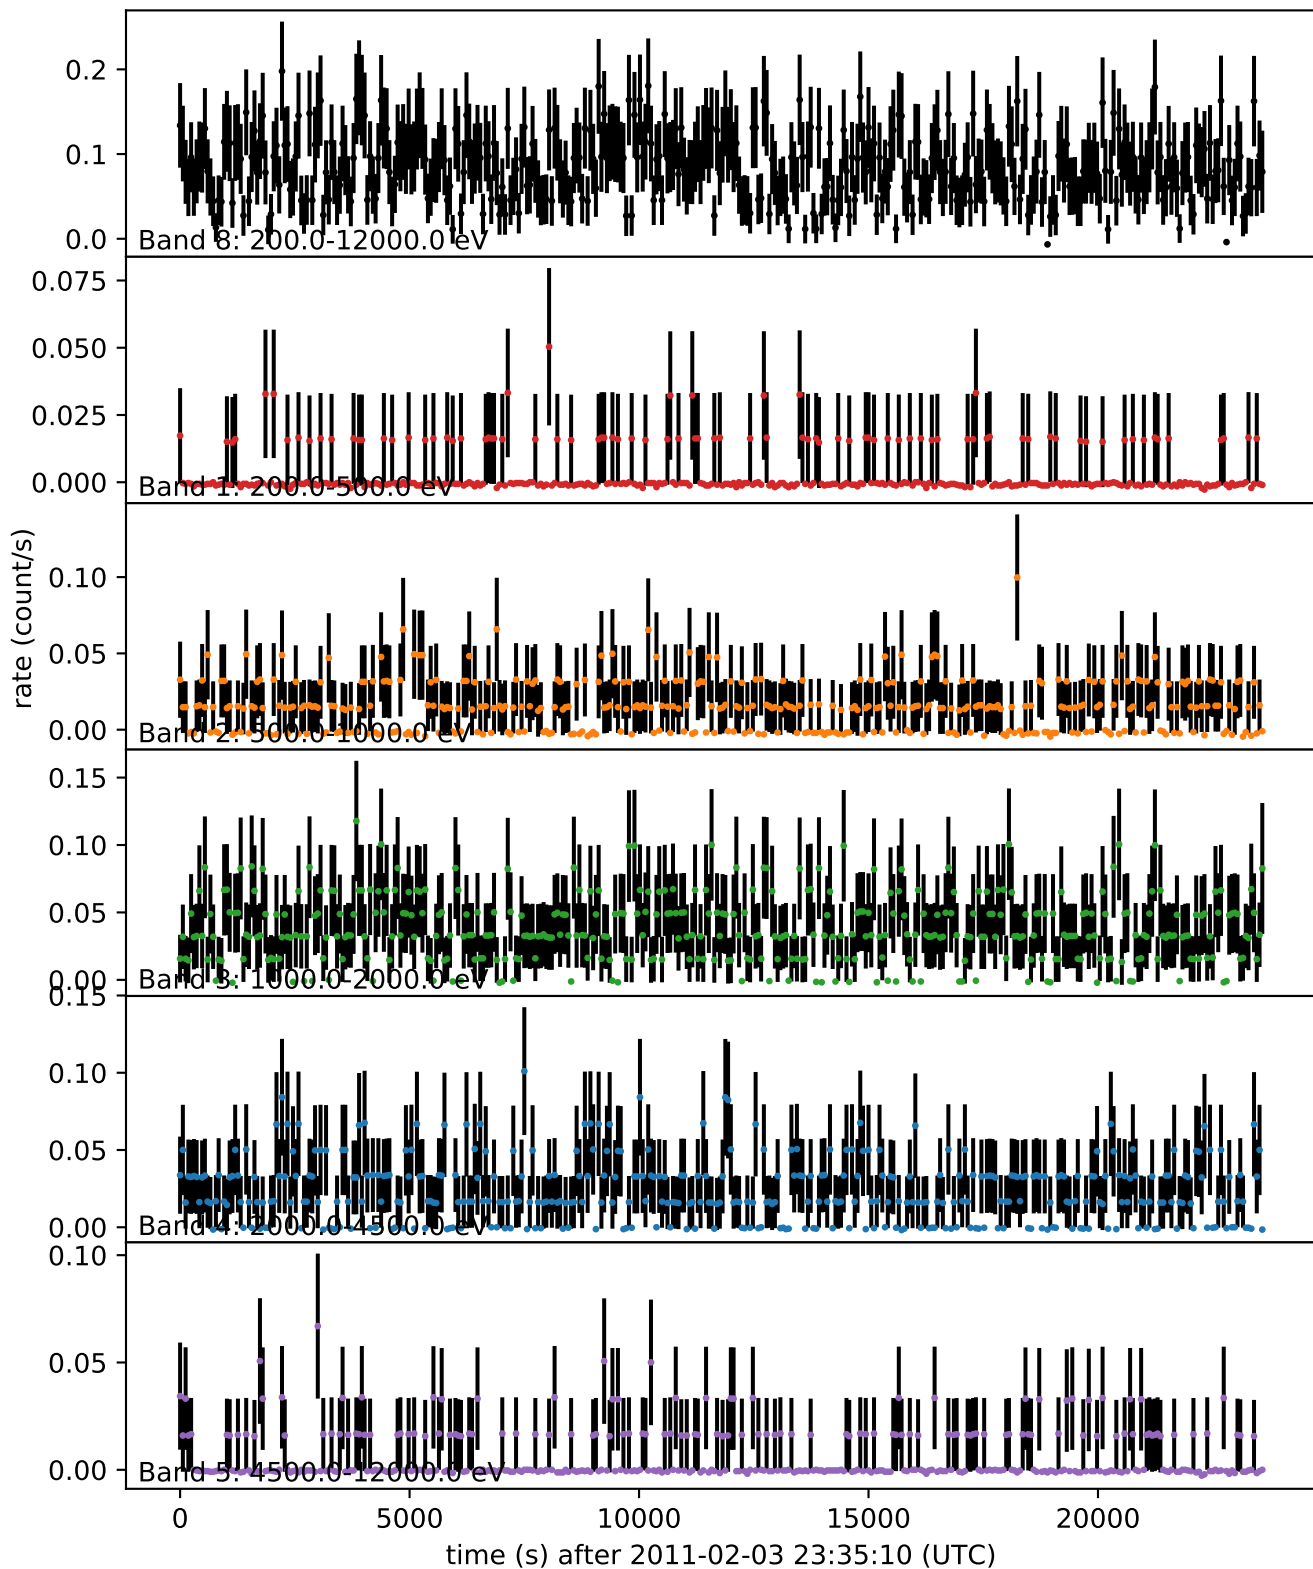 0.2
0.1
0.0
Band 8: 200.0-12000.0 eV
0.075
0.050
0.025
0.000
Band 1: 200.0-500.0 eV
rate (count/s)
0.10
0.05
0.00
Band 2: 500.0-1000.0 eV
0.15
0.10
0.05
0.00
Band 3: 1000.0-2000.0 eV
0.15
0.10
0.05
0.00
Band 4: 2000.0-4500.0 eV
0.10
0.05
0.00
Band 5: 4500.0-12000.0 eV
0 5000 10000 15000 20000
time (s) after 2011-02-03 23:35:10 (UTC)